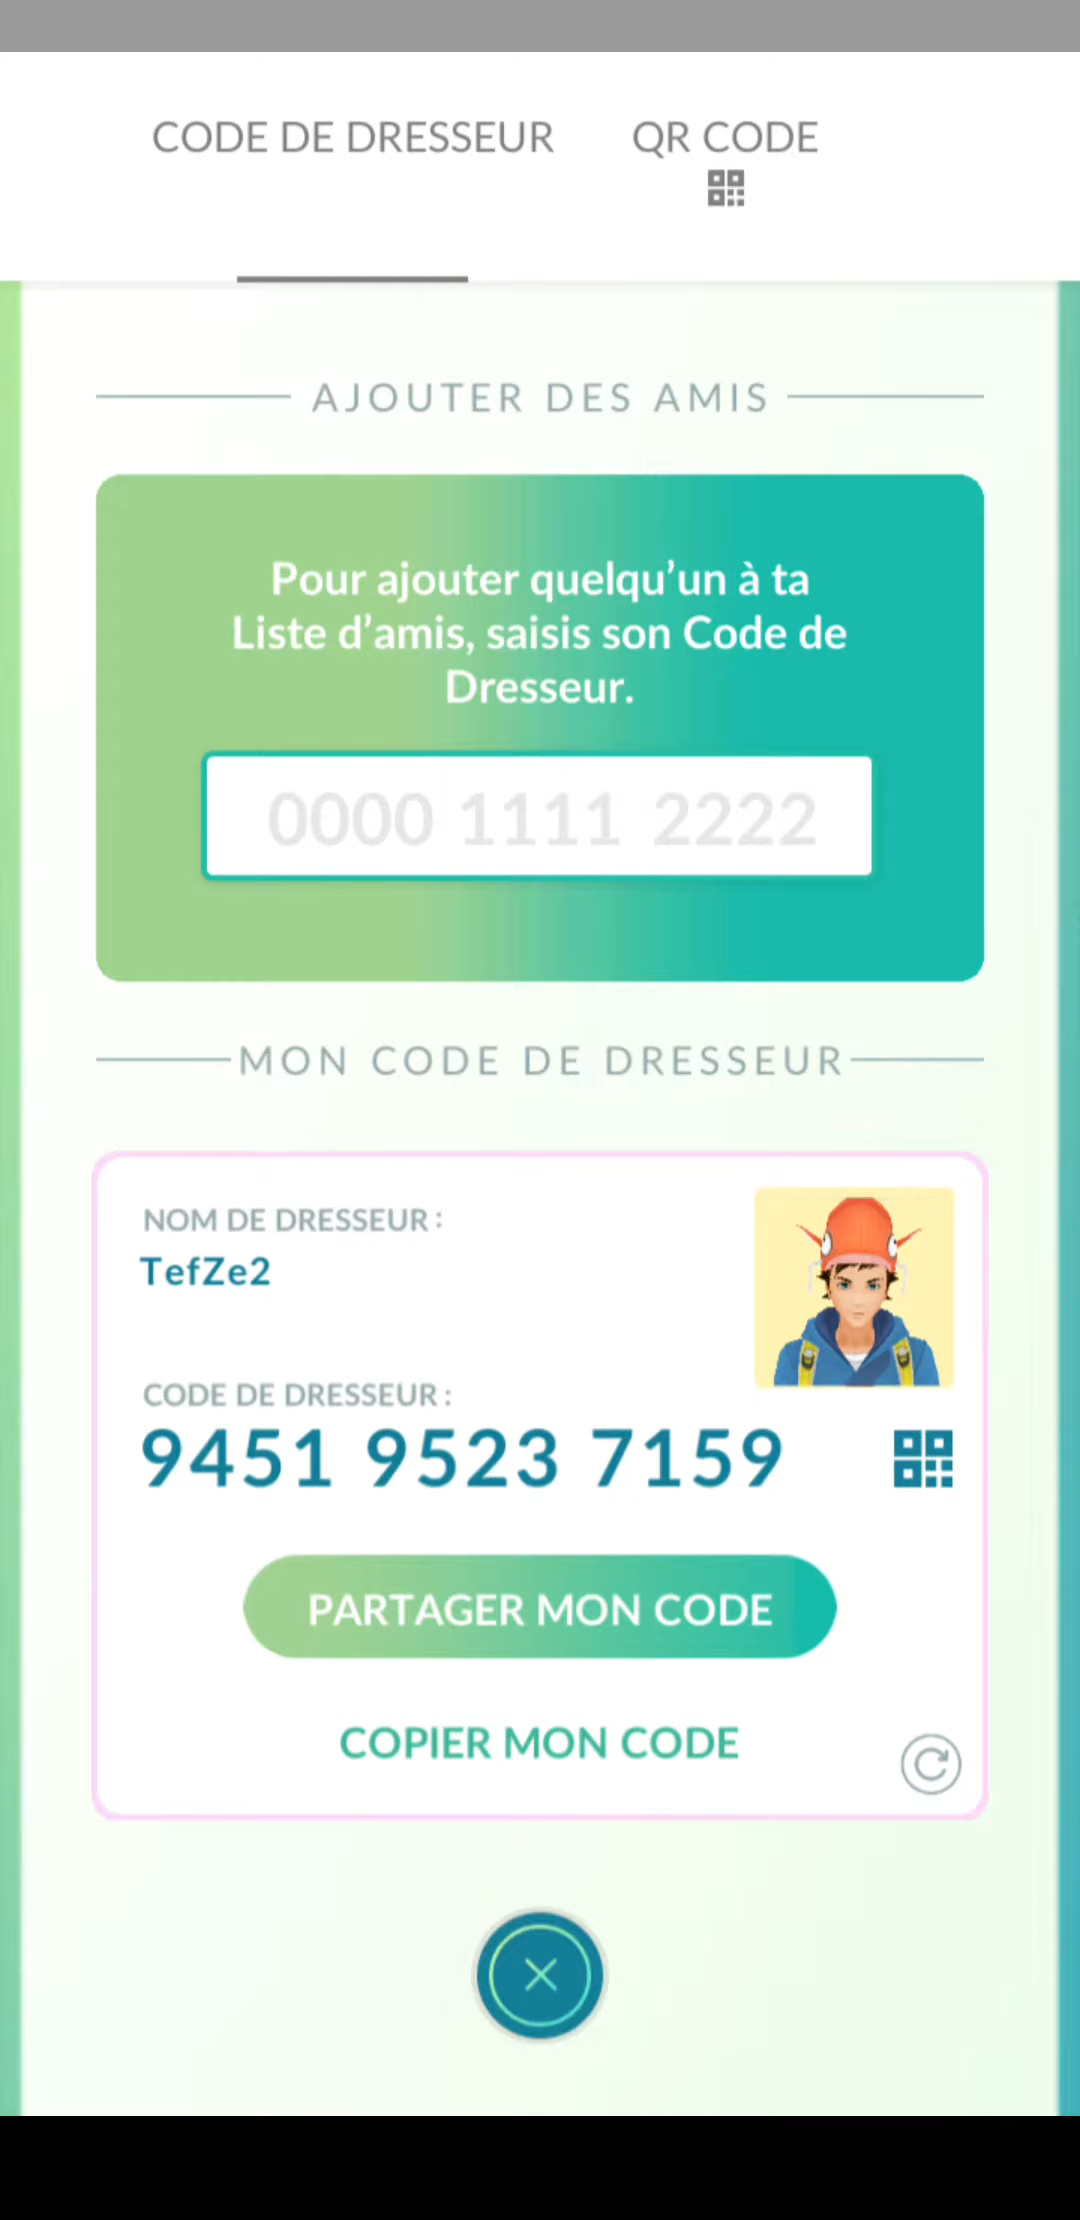 CODE DE DRESSEUR
QR CODE
AJOUTER DES AMIS
Pour ajouter quelqu’un à ta
Liste d’amis, saisis son Code de
Dresseur.
0000 1111 2222
MON CODE DE DRESSEUR
NOM DE DRESSEUR :
TefZe2
CODE DE DRESSEUR :
9451 9523 7159
PARTAGER MON CODE
COPIER MON CODE